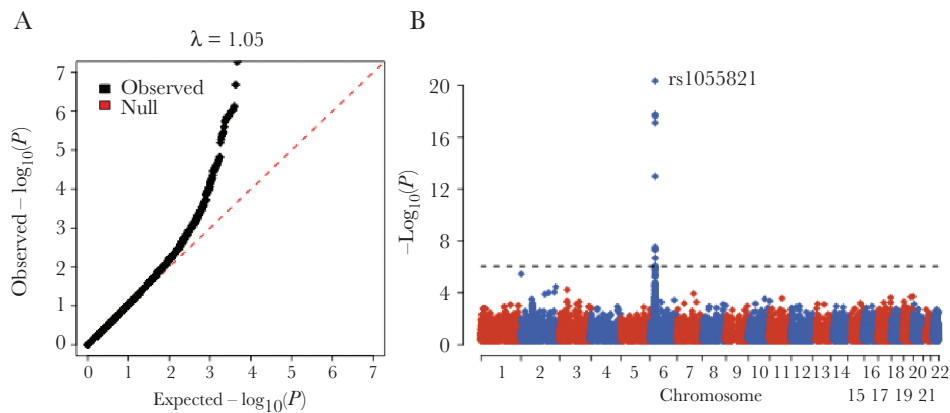 A
λ = 1.05
7
6
5
4
3
2
1
0
Observed – log10(P)
Observed
Null
0 1 2 3 4 5 6 7
Expected – log10(P)
B
20
16
12
8
4
0
–Log10(P)
rs1055821
1 2 3 4 5 6 7 8 9 10 11 12 13 14 22
15 17 19 21
16 18 20
Chromosome